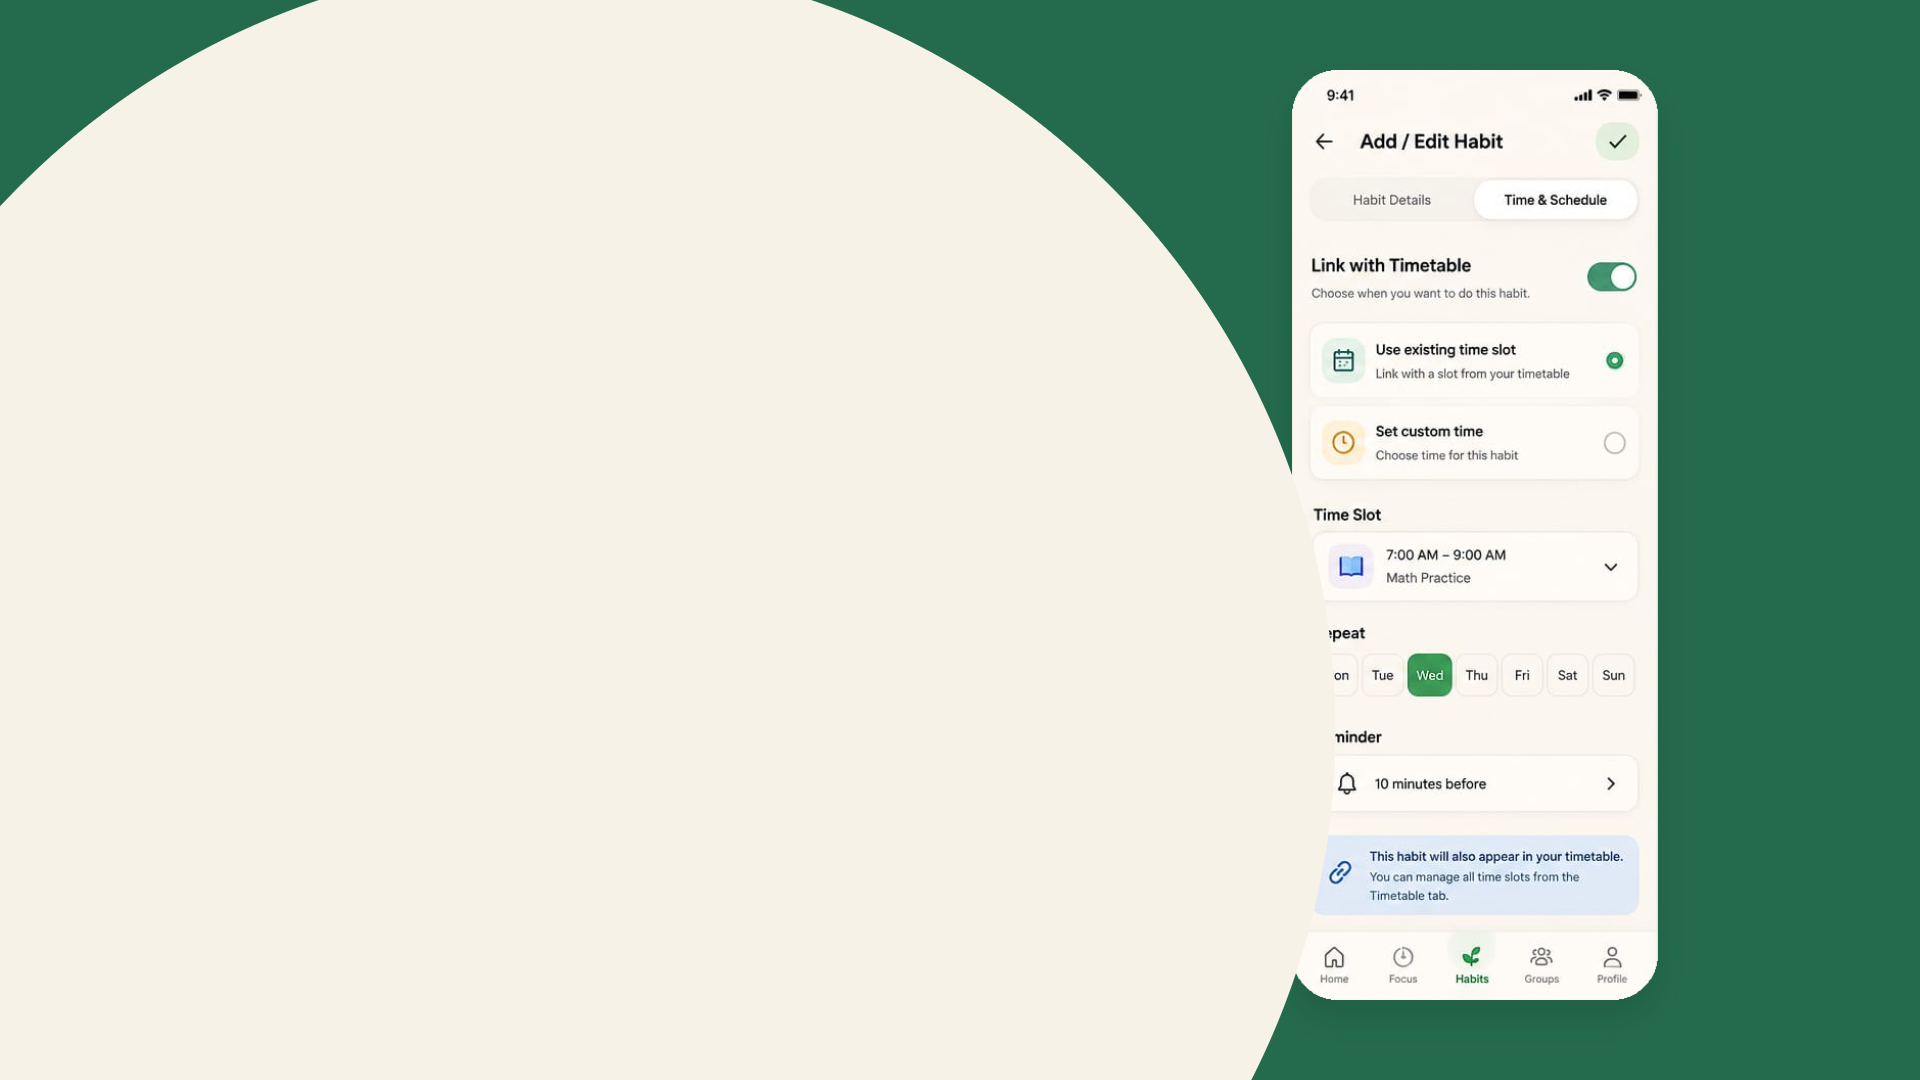 9:41
Add / Edit Habit
Habit Details
Time & Schedule
Link with Timetable
Choose when you want to do this habit.
Use existing time slot
Link with a slot from your timetable
Set custom time
Choose time for this habit
Time Slot
7:00 AM – 9:00 AM
Math Practice
epeat
on Tue Wed Thu Fri Sat Sun
minder
10 minutes before
This habit will also appear in your timetable.
You can manage all time slots from the
Timetable tab.
Home Focus Habits Groups Profile